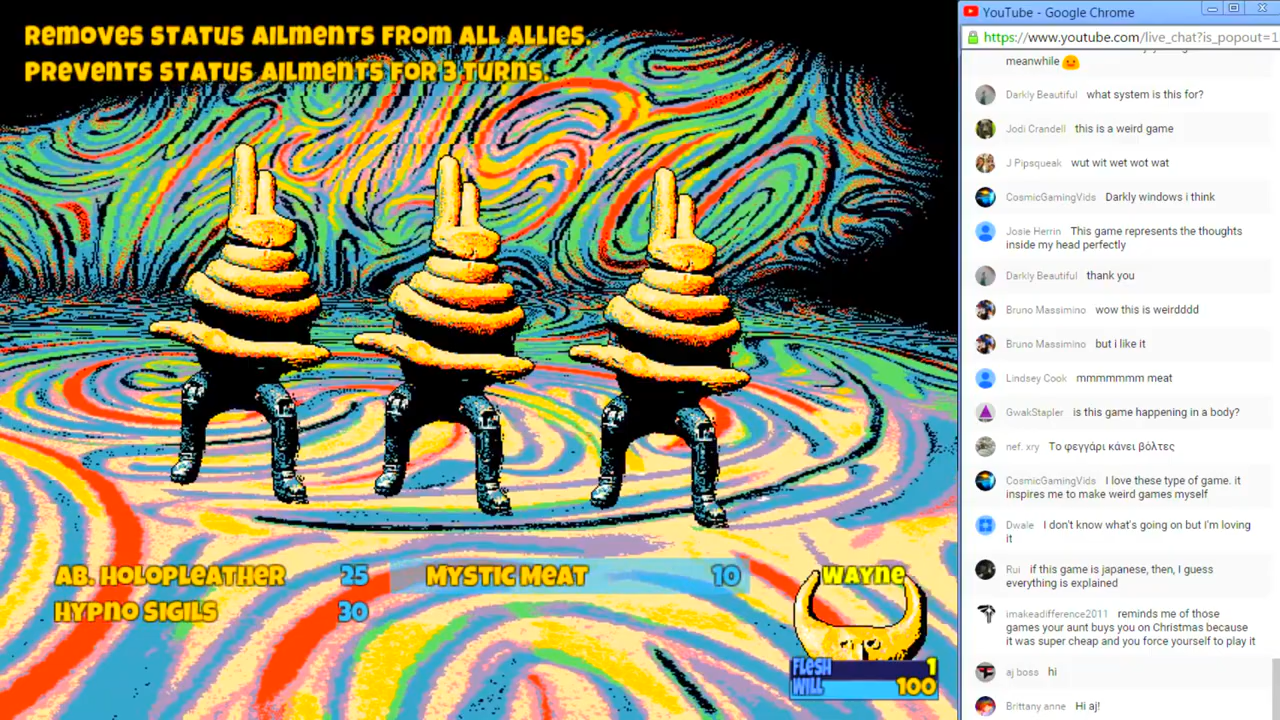 Removes status ailments from all allies.
Prevents status ailments for 3 turns.
AB. Holopleather 25
Mystic Meat 10
Hypno Sigils 30
Wayne
Flesh 1
Will 100
YouTube - Google Chrome
https://www.youtube.com/live_chat?is_popout=1
meanwhile
Darkly Beautiful what system is this for?
Jodi Crandell this is a weird game
J Pipsqueak wut wit wet wot wat
CosmicGamingVids Darkly windows i think
Josie Herrin This game represents the thoughts
inside my head perfectly
Darkly Beautiful thank you
Bruno Massimino wow this is weirdddd
Bruno Massimino but i like it
Lindsey Cook mmmmmmm meat
GwakStapler is this game happening in a body?
nef. xry Το φεγγάρι κάνει βόλτες
CosmicGamingVids I love these type of game. it
inspires me to make weird games myself
Dwale I don't know what's going on but i'm loving
it
Rui if this game is japanese, then, I guess
everything is explained
imakeadifference2011 reminds me of those
games your aunt buys you on Christmas because
it was super cheap and you force yourself to play it
aj boss hi
Brittany anne Hi aj!